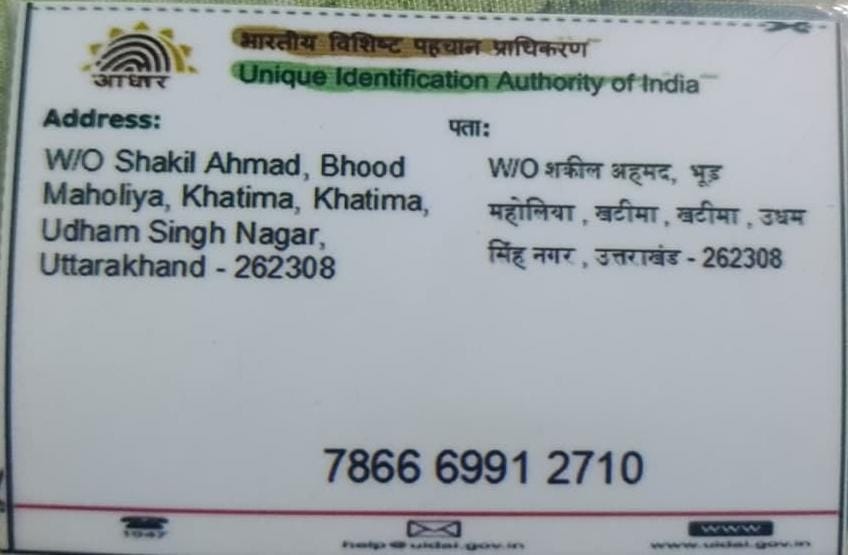 भारतीय विशिष्ट पहचान प्राधिकरण
Unique Identification Authority of India
आधार
Address:
W/O Shakil Ahmad, Bhood
Maholiya, Khatima, Khatima,
Udham Singh Nagar,
Uttarakhand - 262308
पता:
W/O शकील अहमद, भूड़
महोलिया , खटीमा , खटीमा , उधम
सिंह नगर , उत्तराखंड - 262308
7866 6991 2710
1947
help@uidai.gov.in
www
www.uidai.gov.in